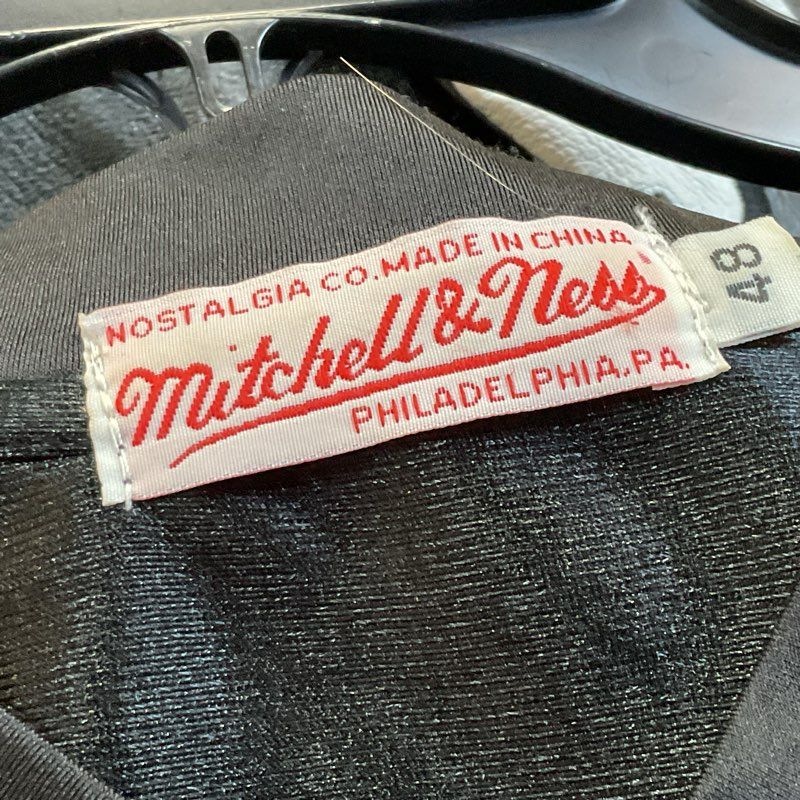 NOSTALGIA CO. MADE IN CHINA
Mitchell & Ness
PHILADELPHIA, PA.
48